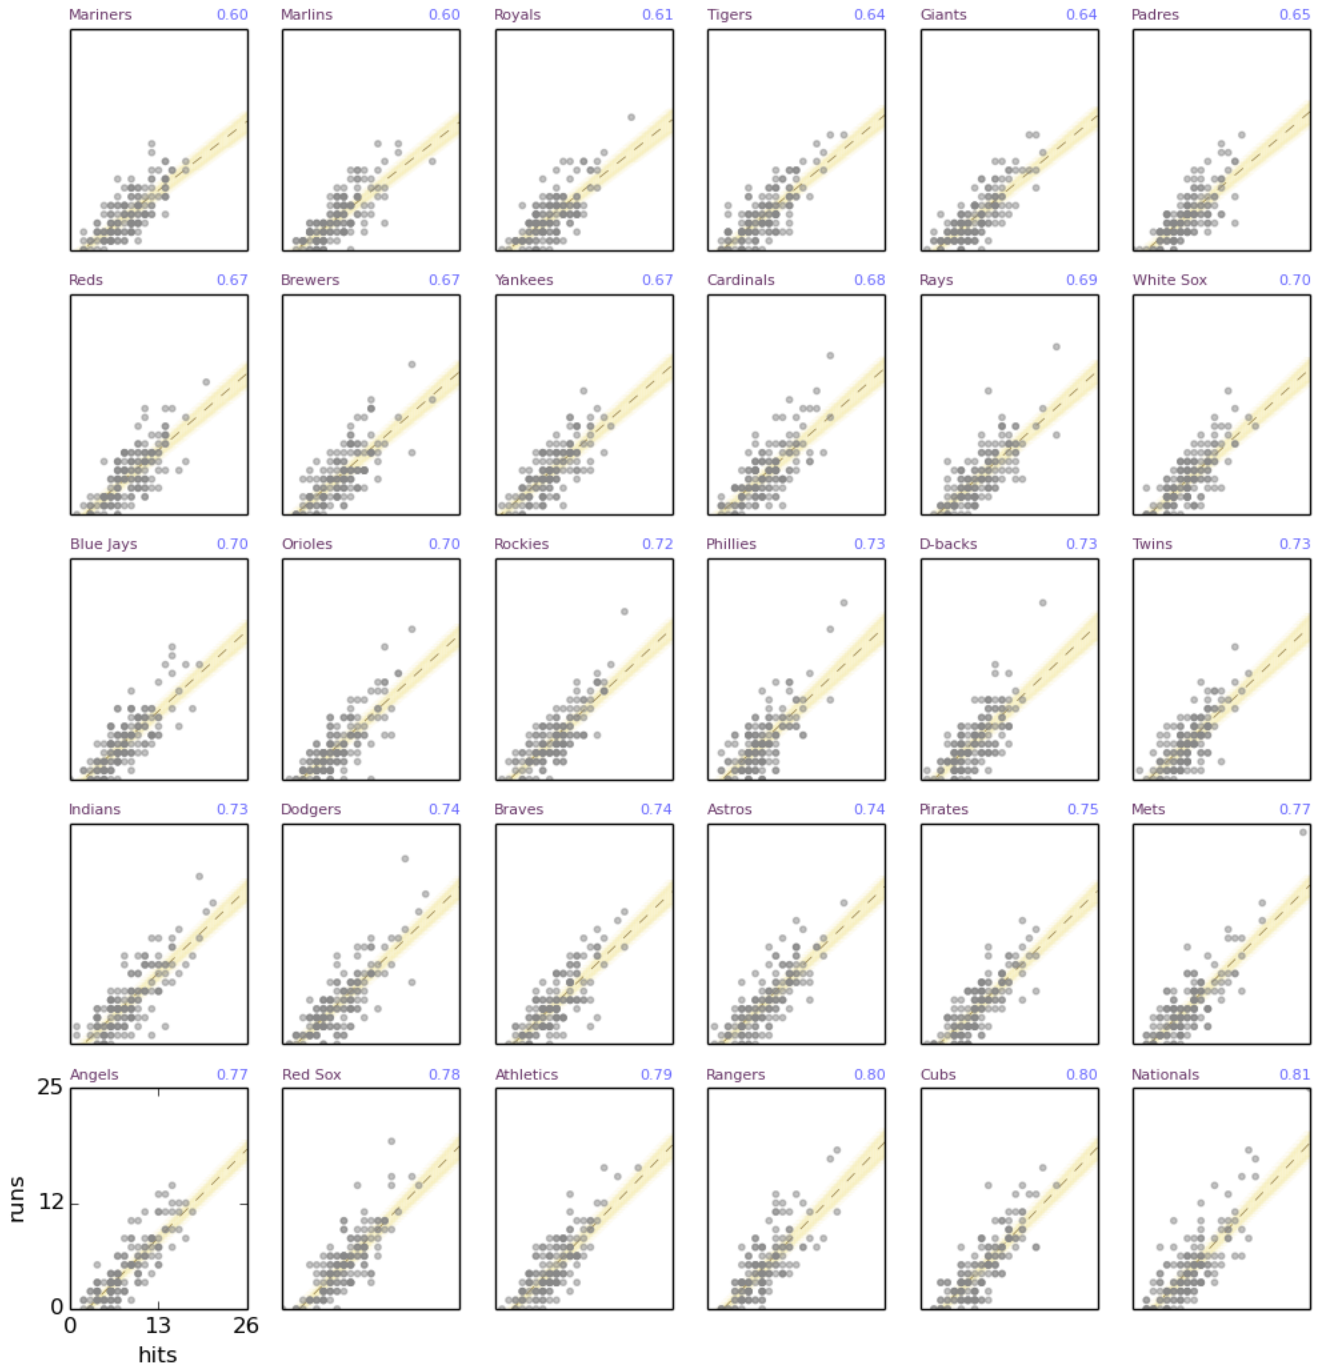 Mariners 0.60 Marlins 0.60 Royals 0.61 Tigers 0.64 Giants 0.64 Padres 0.65
Reds 0.67 Brewers 0.67 Yankees 0.67 Cardinals 0.68 Rays 0.69 White Sox 0.70
Blue Jays 0.70 Orioles 0.70 Rockies 0.72 Phillies 0.73 D-backs 0.73 Twins 0.73
Indians 0.73 Dodgers 0.74 Braves 0.74 Astros 0.74 Pirates 0.75 Mets 0.77
Angels 0.77 Red Sox 0.78 Athletics 0.79 Rangers 0.80 Cubs 0.80 Nationals 0.81
25
12
runs
0
0 13 26
hits